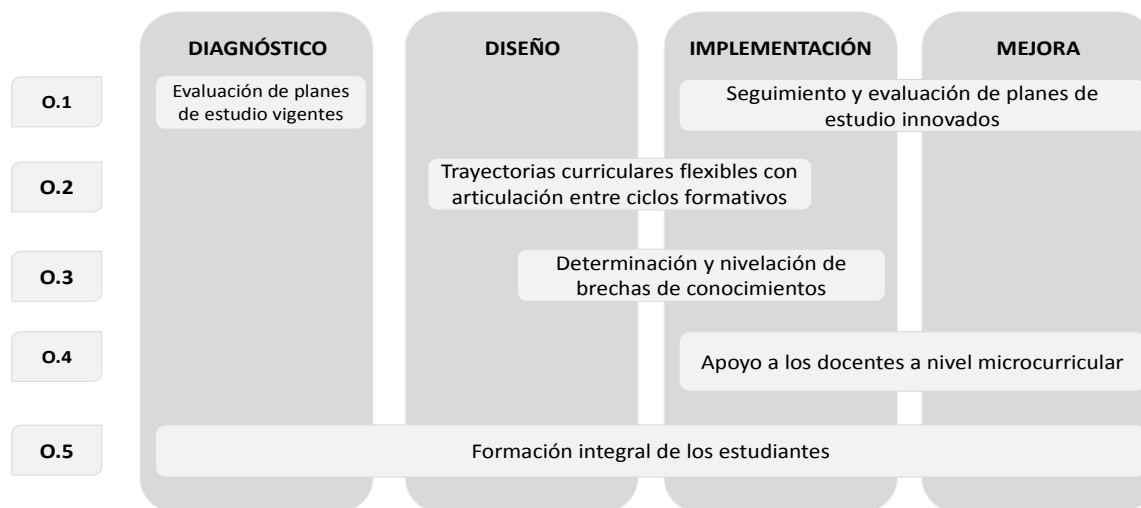 DIAGNÓSTICO
DISEÑO
IMPLEMENTACIÓN
MEJORA
O.1
Evaluación de planes
de estudio vigentes
Seguimiento y evaluación de planes de
estudio innovados
O.2
Trayectorias curriculares flexibles con
articulación entre ciclos formativos
O.3
Determinación y nivelación de
brechas de conocimientos
O.4
Apoyo a los docentes a nivel microcurricular
O.5
Formación integral de los estudiantes